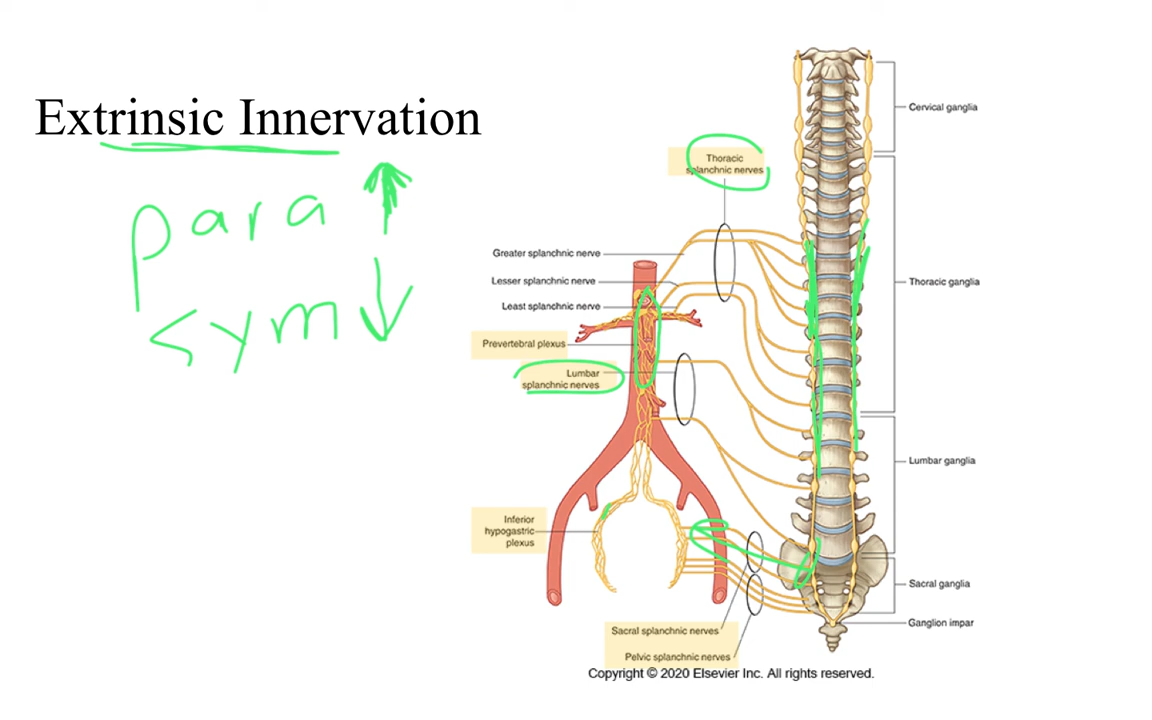 Extrinsic Innervation
para ↑
sym ↓
Cervical ganglia
Thoracic
splanchnic nerves
Greater splanchnic nerve
Lesser splanchnic nerve
Least splanchnic nerve
Thoracic ganglia
Prevertebral plexus
Lumbar
splanchnic nerves
Lumbar ganglia
Inferior
hypogastric
plexus
Sacral ganglia
Ganglion impar
Sacral splanchnic nerves
Pelvic splanchnic nerves
Copyright © 2020 Elsevier Inc. All rights reserved.